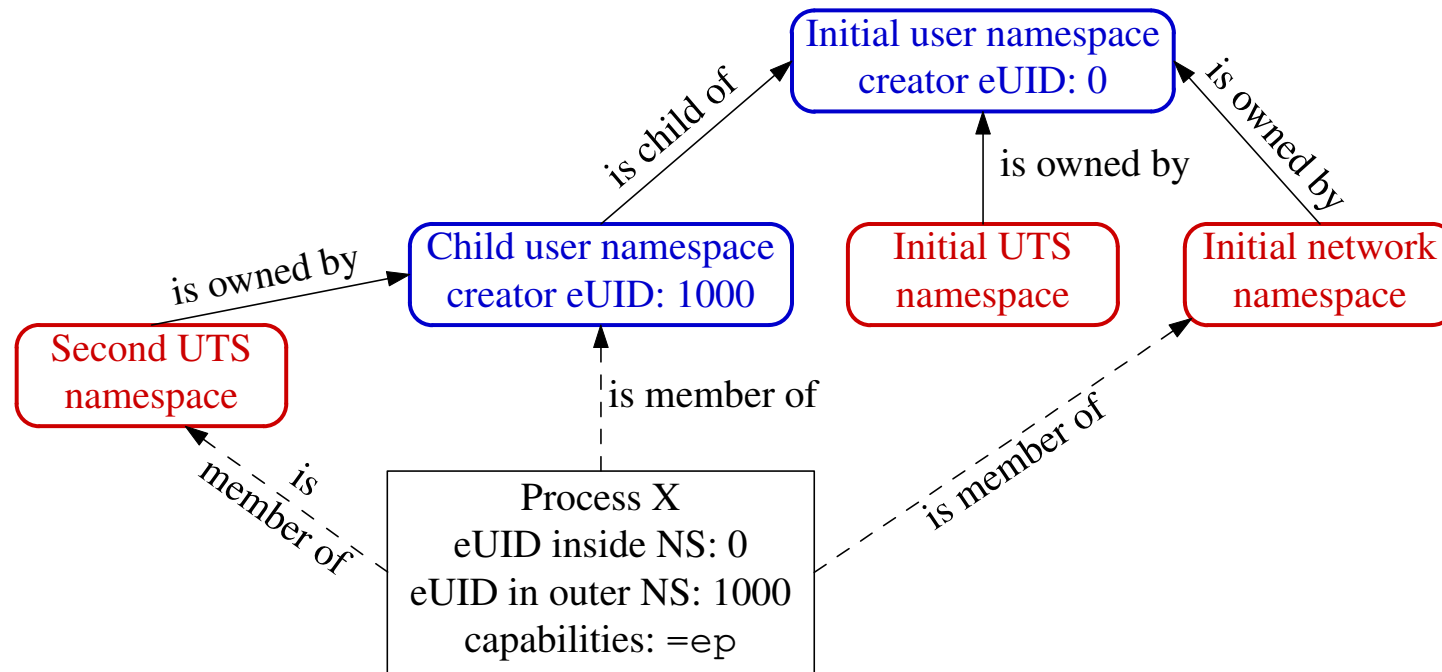 Initial user namespace
creator eUID: 0
is child of
is owned by
is owned by
Child user namespace
creator eUID: 1000
Initial UTS
namespace
Initial network
namespace
is owned by
Second UTS
namespace
is member of
is
member of
is member of
Process X
eUID inside NS: 0
eUID in outer NS: 1000
capabilities: =ep